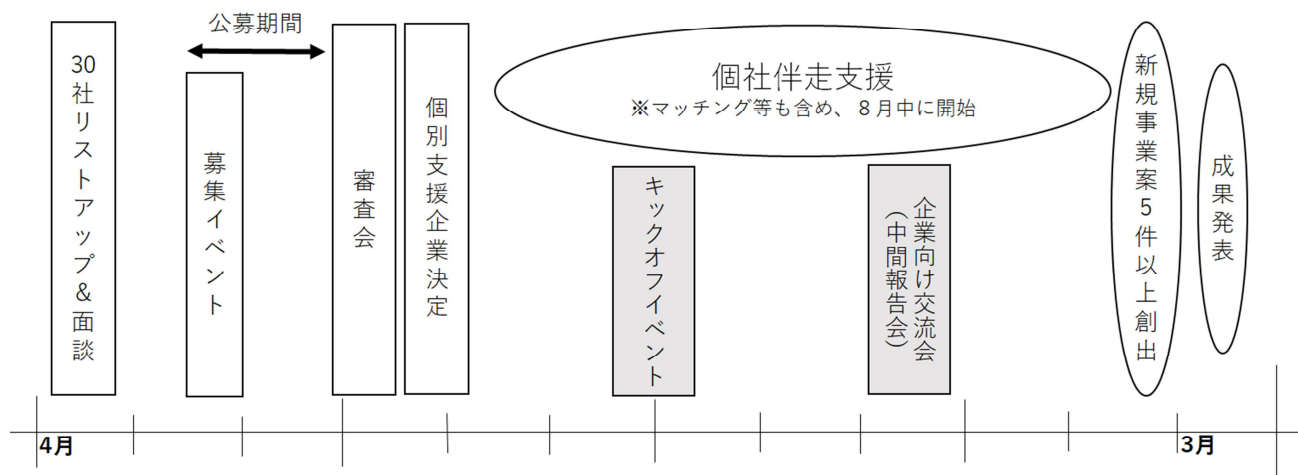 公募期間
30社リストアップ&面談
募集イベント
審査会
個別支援企業決定
個社伴走支援
※マッチング等も含め、8月中に開始
キックオフイベント
企業向け交流会
(中間報告会)
新規事業案5件以上創出
成果発表
4月
3月